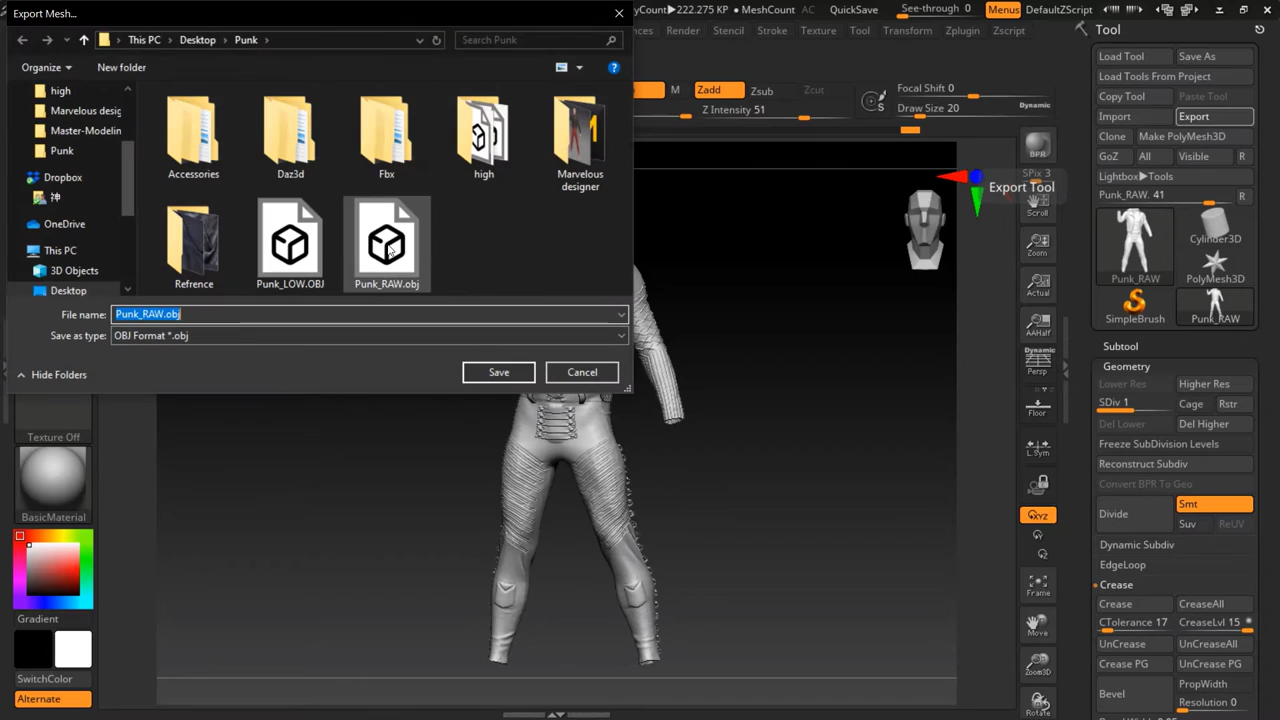 Export Mesh...
PolyCount▶222.275 KP
MeshCount
QuickSave
See-through 0
Menus
DefaultZScript
Render
Stencil
Stroke
Texture
Tool
Transform
Zplugin
Zscript
This PC
Desktop
Punk
Search Punk
Organize
New folder
high
Marvelous desig
Master-Modelin
Punk
Dropbox
神
OneDrive
This PC
3D Objects
Desktop
Accessories
Daz3d
Fbx
high
Marvelous designer
Refrence
Punk_LOW.OBJ
Punk_RAW.obj
File name:
Punk_RAW.obj
Save as type:
OBJ Format *.obj
Hide Folders
Save
Cancel
M
Zadd
Zsub
Zcut
Z Intensity 51
Focal Shift 0
Draw Size 20
Dynamic
S
Export Tool
Texture Off
BasicMaterial
Gradient
SwitchColor
Alternate
BPR
SPix 3
Scroll
Zoom
Actual
AAHalf
Dynamic
Persp
Floor
L.Sym
XYZ
Frame
Move
Zoom3D
Rotate
Tool
Load Tool
Save As
Load Tools From Project
Copy Tool
Paste Tool
Import
Export
Clone
Make PolyMesh3D
GoZ
All
Visible
R
Lightbox▶Tools
Punk_RAW. 41
R
Punk_RAW
Cylinder3D
PolyMesh3D
SimpleBrush
Punk_RAW
Subtool
Geometry
Lower Res
Higher Res
SDiv 1
Cage
Rstr
Del Lower
Del Higher
Freeze SubDivision Levels
Reconstruct Subdiv
Convert BPR To Geo
Divide
Smt
Suv
ReUV
Dynamic Subdiv
EdgeLoop
Crease
Crease
CreaseAll
CTolerance 17
CreaseLvl 15
UnCrease
UnCreaseAll
Crease PG
UnCrease PG
Bevel
PropWidth
Resolution 0